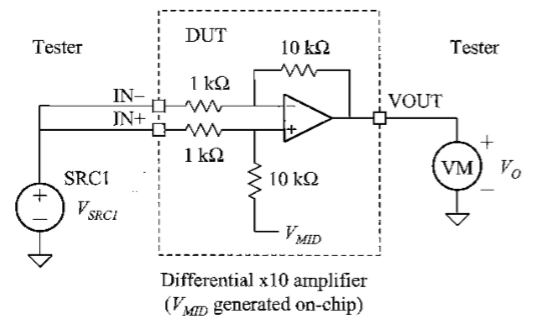 Tester
DUT
10 kΩ
Tester
1 kΩ
IN−
IN+
VOUT
1 kΩ
10 kΩ
SRC1
V_SRC1
VM
V_O
V_MID
Differential x10 amplifier
(V_MID generated on-chip)